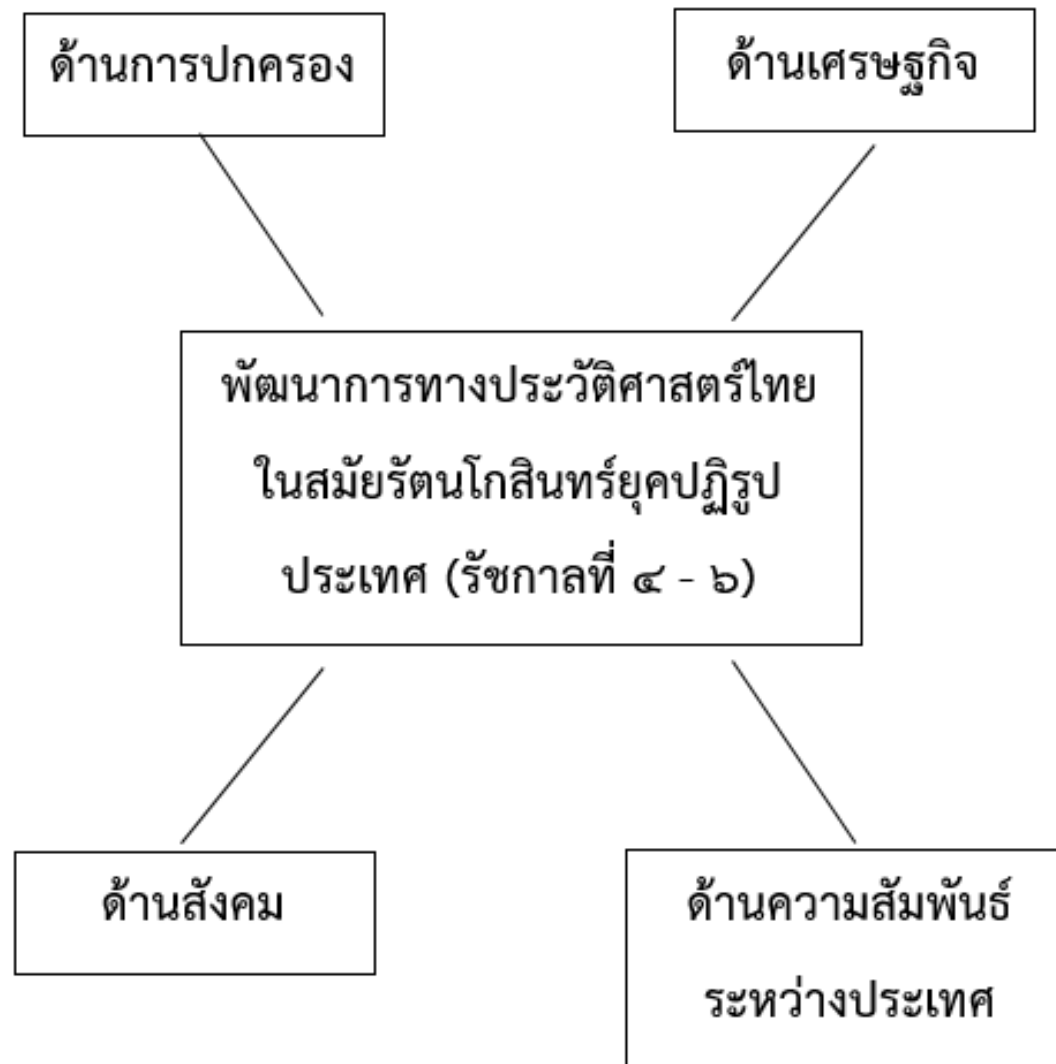 ด้านการปกครอง
ด้านเศรษฐกิจ
พัฒนาการทางประวัติศาสตร์ไทย
ในสมัยรัตนโกสินทร์ยุคปฏิรูป
ประเทศ (รัชกาลที่ ๔ - ๖)
ด้านสังคม
ด้านความสัมพันธ์
ระหว่างประเทศ